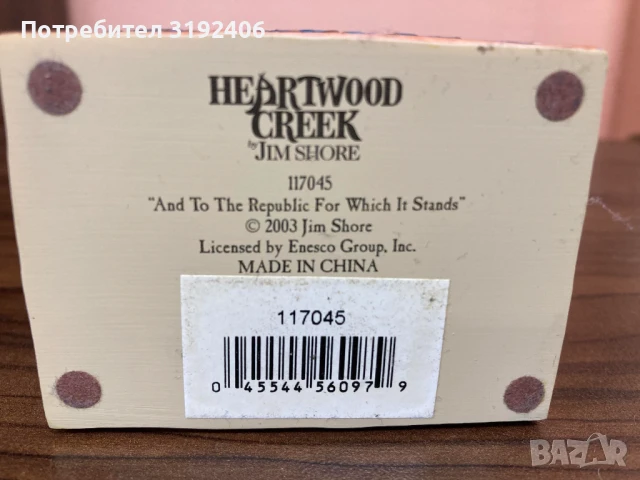 Потребител 3192406
HEARTWOOD
CREEK
by JIM SHORE
117045
"And To The Republic For Which It Stands"
© 2003 Jim Shore
Licensed by Enesco Group, Inc.
MADE IN CHINA
117045
0 45544 56097 9
BAZAR